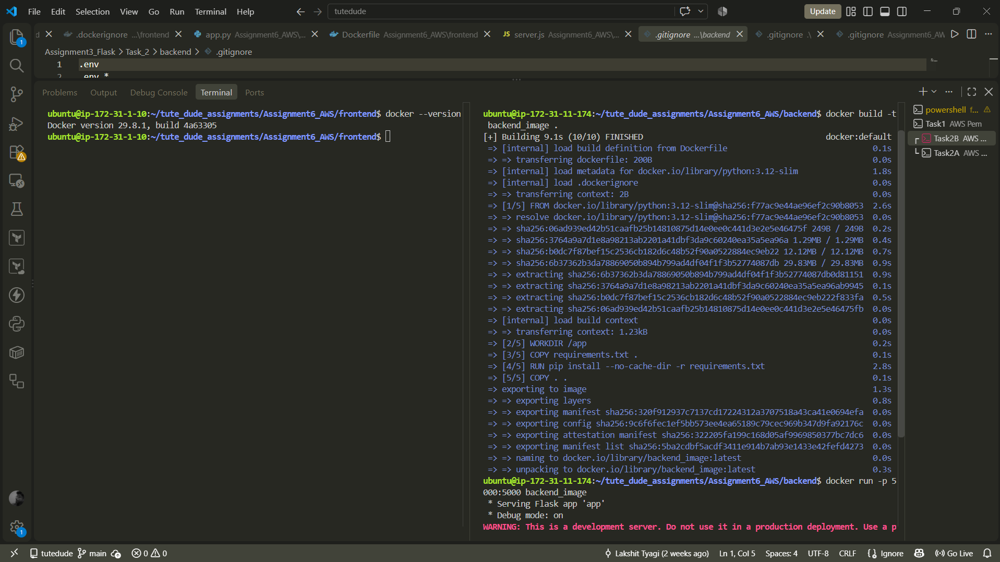 File Edit Selection View Go Run Terminal Help
tutedude
Update
d .dockerignore ...\frontend app.py Assignment6_AWS\... Dockerfile Assignment6_AWS\frontend JS server.js Assignment6_AWS\... .gitignore ...\backend .gitignore .\ .gitignore Assignment6_AW
Assignment3_Flask > Task_2 > backend > .gitignore
1 .env
2 .env.*
Problems Output Debug Console Terminal Ports
ubuntu@ip-172-31-1-10:~/tute_dude_assignments/Assignment6_AWS/frontend$ docker --version
Docker version 29.8.1, build 4a63305
ubuntu@ip-172-31-1-10:~/tute_dude_assignments/Assignment6_AWS/frontend$
ubuntu@ip-172-31-11-174:~/tute_dude_assignments/Assignment6_AWS/backend$ docker build -t
backend_image .
[+] Building 9.1s (10/10) FINISHED docker:default
=> [internal] load build definition from Dockerfile 0.1s
=> => transferring dockerfile: 200B 0.0s
=> [internal] load metadata for docker.io/library/python:3.12-slim 1.8s
=> [internal] load .dockerignore 0.0s
=> => transferring context: 2B 0.0s
=> [1/5] FROM docker.io/library/python:3.12-slim@sha256:f77ac9e44ae96ef2c90b8053 2.6s
=> => resolve docker.io/library/python:3.12-slim@sha256:f77ac9e44ae96ef2c90b8053 0.0s
=> => sha256:06ad939ed42b51caafb25b14810875d14e0ee0c441d3e2e5e46475f 249B / 249B 0.2s
=> => sha256:3764a9a7d1e8a98213ab2201a41dbf3da9c60240ea35a5ea96a 1.29MB / 1.29MB 0.4s
=> => sha256:b0dc7f87bef15c2536cb182d6c48b52f90a0522884ec9eb22 12.12MB / 12.12MB 0.7s
=> => sha256:6b37362b3da78869050b894b799ad4df04f1f3b52774087db 29.83MB / 29.83MB 0.9s
=> => extracting sha256:6b37362b3da78869050b894b799ad4df04f1f3b52774087db0d81151 0.9s
=> => extracting sha256:3764a9a7d1e8a98213ab2201a41dbf3da9c60240ea35a5ea96ab9945 0.1s
=> => extracting sha256:b0dc7f87bef15c2536cb182d6c48b52f90a0522884ec9eb222f833fa 0.5s
=> => extracting sha256:06ad939ed42b51caafb25b14810875d14e0ee0c441d3e2e5e46475fb 0.0s
=> [internal] load build context 0.0s
=> => transferring context: 1.23kB 0.0s
=> [2/5] WORKDIR /app 0.2s
=> [3/5] COPY requirements.txt . 0.1s
=> [4/5] RUN pip install --no-cache-dir -r requirements.txt 2.8s
=> [5/5] COPY . . 0.1s
=> exporting to image 1.3s
=> => exporting layers 0.8s
=> => exporting manifest sha256:320f912937c7137cd17224312a3707518a43ca41e0694efa 0.0s
=> => exporting config sha256:9c6f6fec1ef5bb573ee4ea65189c79cec969b347d9fa92176c 0.0s
=> => exporting attestation manifest sha256:322205fa199c168d05af9969850377bc7dc6 0.0s
=> => exporting manifest list sha256:5ba2cdbf5acdf3411e914b7ab93e1433e42fefd4273 0.0s
=> => naming to docker.io/library/backend_image:latest 0.0s
=> => unpacking to docker.io/library/backend_image:latest 0.3s
ubuntu@ip-172-31-11-174:~/tute_dude_assignments/Assignment6_AWS/backend$ docker run -p 5
000:5000 backend_image
* Serving Flask app 'app'
* Debug mode: on
WARNING: This is a development server. Do not use it in a production deployment. Use a p
powershell f...
Task1 AWS Pem
Task2B AWS ...
Task2A AWS ...
1
1
tutedude main 0 0 Lakshit Tyagi (2 weeks ago) Ln 1, Col 5 Spaces: 4 UTF-8 CRLF Ignore Go Live